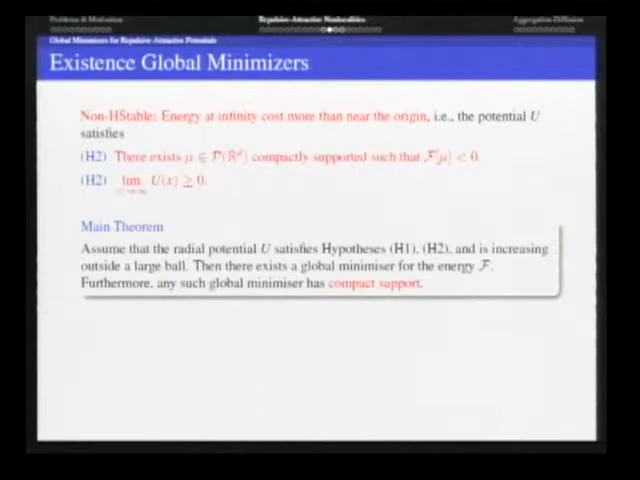 Problems & Motivation
Repulsive-Attractive Nonlocalities
Aggregation-Diffusion
Global Minimizers for Repulsive-Attractive Potentials
Existence Global Minimizers
Non-HStable: Energy at infinity cost more than near the origin, i.e., the potential U
satisfies
(H2) There exists μ ∈ P(ℝᵈ) compactly supported such that F[μ] < 0.
(H2) lim U(x) ≥ 0.
Main Theorem
Assume that the radial potential U satisfies Hypotheses (H1), (H2), and is increasing
outside a large ball. Then there exists a global minimiser for the energy F.
Furthermore, any such global minimiser has compact support.